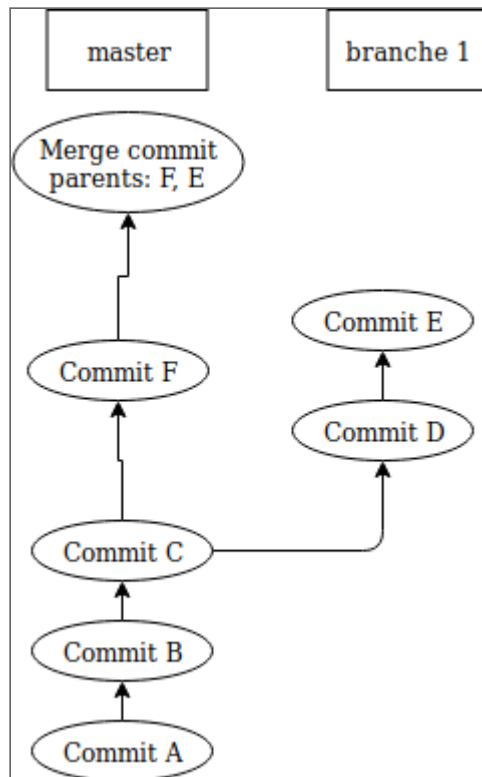 master
branche 1
Merge commit
parents: F, E
Commit E
Commit F
Commit D
Commit C
Commit B
Commit A